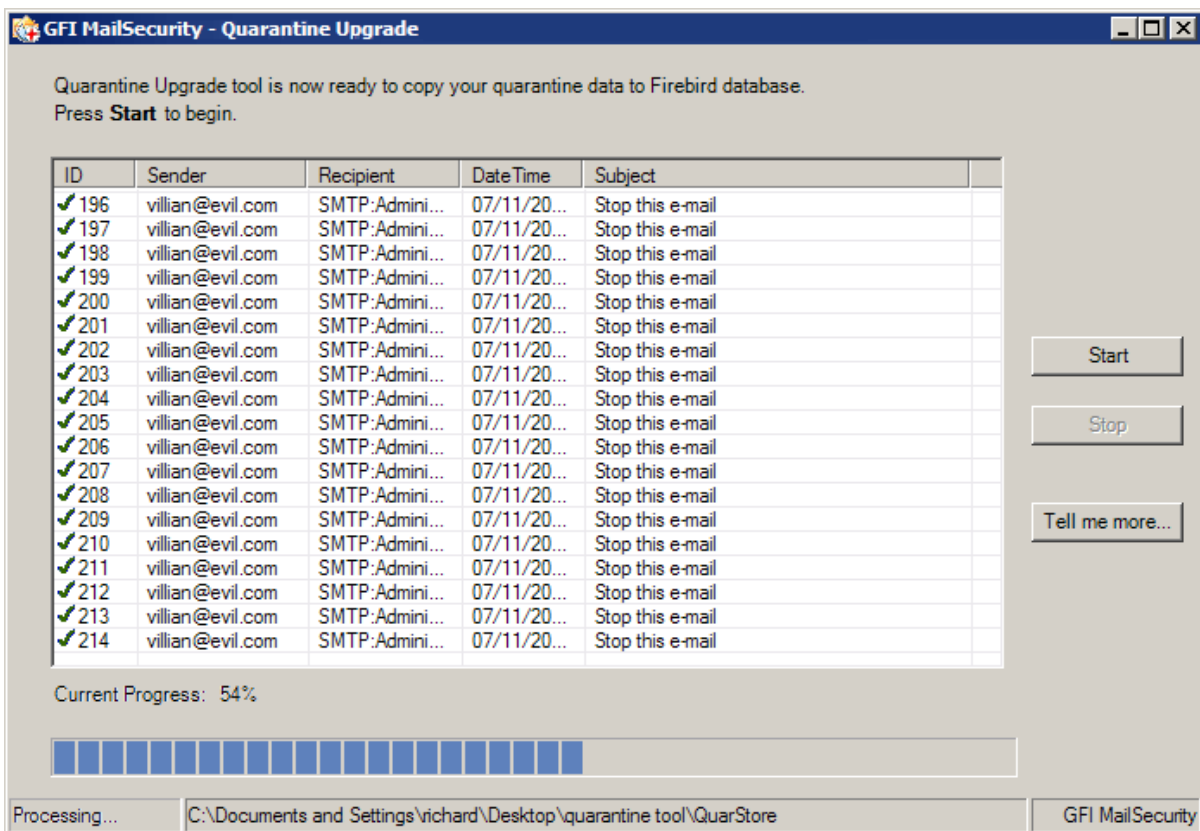 GFI MailSecurity - Quarantine Upgrade
Quarantine Upgrade tool is now ready to copy your quarantine data to Firebird database.
Press Start to begin.
ID Sender Recipient DateTime Subject
196 villian@evil.com SMTP:Admini... 07/11/20... Stop this e-mail
197 villian@evil.com SMTP:Admini... 07/11/20... Stop this e-mail
198 villian@evil.com SMTP:Admini... 07/11/20... Stop this e-mail
199 villian@evil.com SMTP:Admini... 07/11/20... Stop this e-mail
200 villian@evil.com SMTP:Admini... 07/11/20... Stop this e-mail
201 villian@evil.com SMTP:Admini... 07/11/20... Stop this e-mail
202 villian@evil.com SMTP:Admini... 07/11/20... Stop this e-mail
203 villian@evil.com SMTP:Admini... 07/11/20... Stop this e-mail
204 villian@evil.com SMTP:Admini... 07/11/20... Stop this e-mail
205 villian@evil.com SMTP:Admini... 07/11/20... Stop this e-mail
206 villian@evil.com SMTP:Admini... 07/11/20... Stop this e-mail
207 villian@evil.com SMTP:Admini... 07/11/20... Stop this e-mail
208 villian@evil.com SMTP:Admini... 07/11/20... Stop this e-mail
209 villian@evil.com SMTP:Admini... 07/11/20... Stop this e-mail
210 villian@evil.com SMTP:Admini... 07/11/20... Stop this e-mail
211 villian@evil.com SMTP:Admini... 07/11/20... Stop this e-mail
212 villian@evil.com SMTP:Admini... 07/11/20... Stop this e-mail
213 villian@evil.com SMTP:Admini... 07/11/20... Stop this e-mail
214 villian@evil.com SMTP:Admini... 07/11/20... Stop this e-mail
Start
Stop
Tell me more...
Current Progress: 54%
Processing... C:\Documents and Settings\richard\Desktop\quarantine tool\QuarStore GFI MailSecurity